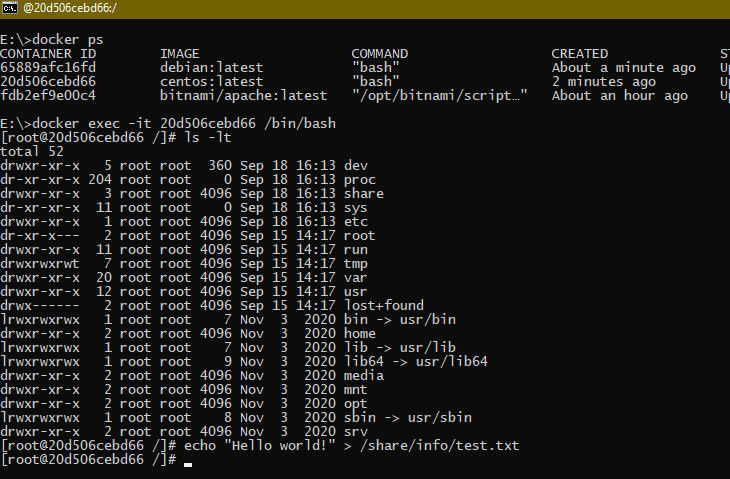 C:\. @20d506cebd66:/
E:\>docker ps
CONTAINER ID        IMAGE                   COMMAND                  CREATED              ST
65889afc16fd        debian:latest           "bash"                   About a minute ago   Up
20d506cebd66        centos:latest           "bash"                   2 minutes ago        Up
fdb2ef9e00c4        bitnami/apache:latest   "/opt/bitnami/script…"   About an hour ago    Up
E:\>docker exec -it 20d506cebd66 /bin/bash
[root@20d506cebd66 /]# ls -lt
total 52
drwxr-xr-x   5 root root  360 Sep 18 16:13 dev
dr-xr-xr-x 204 root root    0 Sep 18 16:13 proc
drwxr-xr-x   3 root root 4096 Sep 18 16:13 share
dr-xr-xr-x  11 root root    0 Sep 18 16:13 sys
drwxr-xr-x   1 root root 4096 Sep 18 16:13 etc
dr-xr-x---   2 root root 4096 Sep 15 14:17 root
drwxr-xr-x  11 root root 4096 Sep 15 14:17 run
drwxrwxrwt   7 root root 4096 Sep 15 14:17 tmp
drwxr-xr-x  20 root root 4096 Sep 15 14:17 var
drwxr-xr-x  12 root root 4096 Sep 15 14:17 usr
drwx------   2 root root 4096 Sep 15 14:17 lost+found
lrwxrwxrwx   1 root root    7 Nov  3  2020 bin -> usr/bin
drwxr-xr-x   2 root root 4096 Nov  3  2020 home
lrwxrwxrwx   1 root root    7 Nov  3  2020 lib -> usr/lib
lrwxrwxrwx   1 root root    9 Nov  3  2020 lib64 -> usr/lib64
drwxr-xr-x   2 root root 4096 Nov  3  2020 media
drwxr-xr-x   2 root root 4096 Nov  3  2020 mnt
drwxr-xr-x   2 root root 4096 Nov  3  2020 opt
lrwxrwxrwx   1 root root    8 Nov  3  2020 sbin -> usr/sbin
drwxr-xr-x   2 root root 4096 Nov  3  2020 srv
[root@20d506cebd66 /]# echo "Hello world!" > /share/info/test.txt
[root@20d506cebd66 /]#